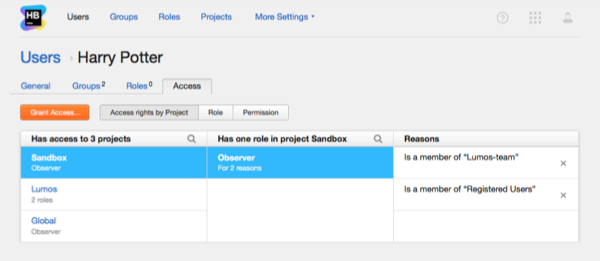 HB
Users Groups Roles Projects More Settings
Users › Harry Potter
General Groups 2 Roles 0 Access
Grant Access... Access rights by Project Role Permission
Has access to 3 projects Has one role in project Sandbox Reasons
Sandbox Observer Is a member of “Lumos-team”
Observer For 2 reasons
Lumos Is a member of “Registered Users”
2 roles
Global
Observer